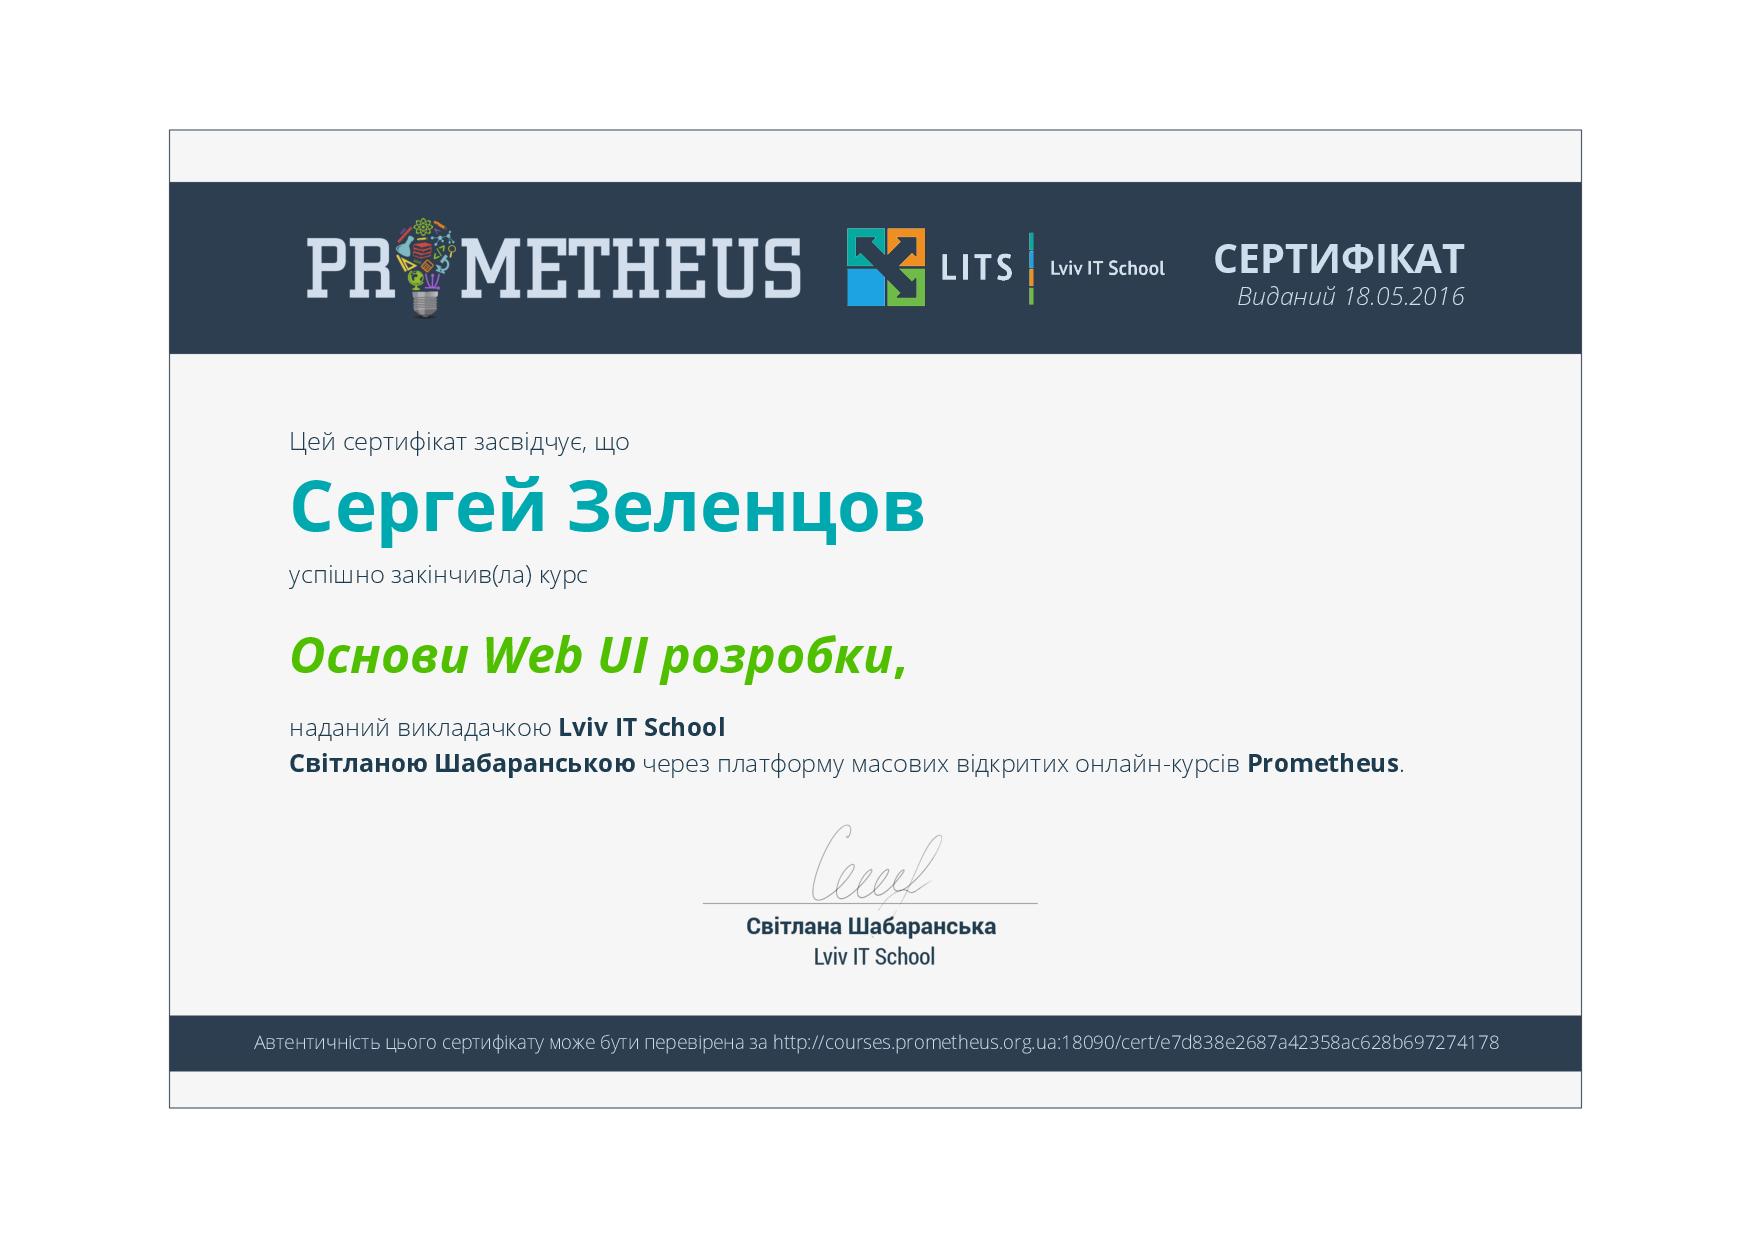 PROMETHEUS
LITS
Lviv IT School
СЕРТИФІКАТ
Виданий 18.05.2016
Цей сертифікат засвідчує, що
Сергей Зеленцов
успішно закінчив(ла) курс
Основи Web UI розробки,
наданий викладачкою Lviv IT School
Світланою Шабаранською через платформу масових відкритих онлайн-курсів Prometheus.
Світлана Шабаранська
Lviv IT School
Автентичність цього сертифікату може бути перевірена за http://courses.prometheus.org.ua:18090/cert/e7d838e2687a42358ac628b697274178